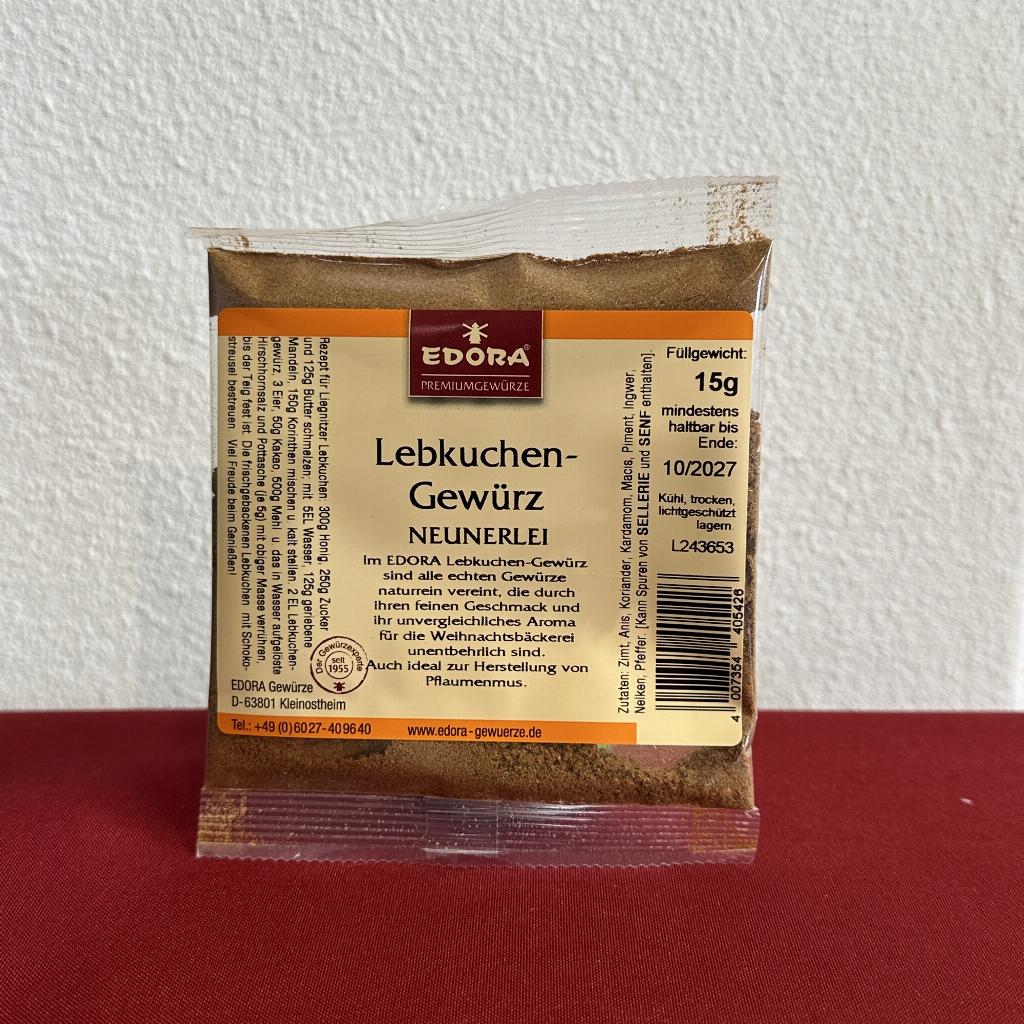 EDORA®
PREMIUMGEWÜRZE
Lebkuchen-
Gewürz
NEUNERLEI
Im EDORA Lebkuchen-Gewürz
sind alle echten Gewürze
naturrein vereint, die durch
ihren feinen Geschmack und
ihr unvergleichliches Aroma
für die Weihnachtsbäckerei
unentbehrlich sind.
Auch ideal zur Herstellung von
Pflaumenmus.
Rezept für Liegnitzer Lebkuchen: 300g Honig, 250g Zucker
und 125g Butter schmelzen, mit 5EL Wasser, 125g geriebene
Mandeln, 150g Korinthen mischen u. kalt stellen. 2 EL Lebkuchen-
gewürz, 3 Eier, 50g Kakao, 500g Mehl u. das in Wasser aufgelöste
Hirschhornsalz und Pottasche (je 5g) mit obiger Masse verrühren,
bis der Teig fest ist. Die frischgebackenen Lebkuchen mit Schoko-
streusel bestreuen. Viel Freude beim Genießen!
Der Gewürzexperte
seit
1955
EDORA Gewürze
D-63801 Kleinostheim
Tel.: +49 (0)6027-409640
www.edora-gewuerze.de
Zutaten: Zimt, Anis, Koriander, Kardamom, Macis, Piment, Ingwer,
Nelken, Pfeffer. [Kann Spuren von SELLERIE und SENF enthalten].
Füllgewicht:
15g
mindestens
haltbar bis
Ende:
10/2027
Kühl, trocken,
lichtgeschützt
lagern.
L243653
4 007354 405426